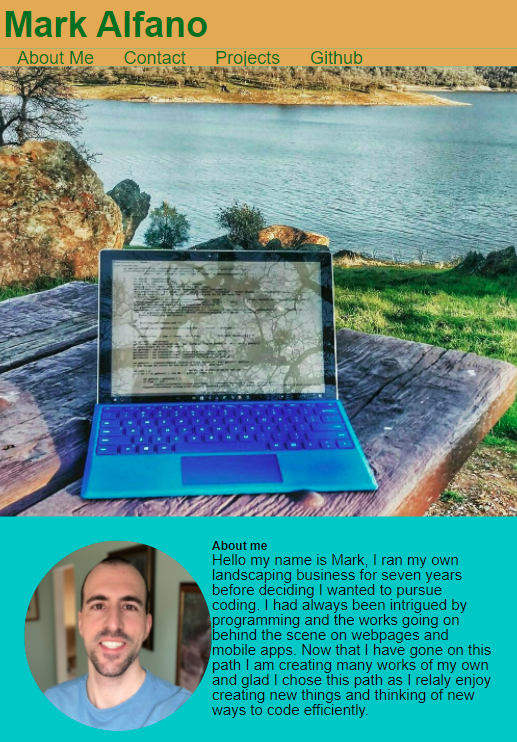 Mark Alfano
About Me Contact Projects Github
About me
Hello my name is Mark, I ran my own
landscaping business for seven years
before deciding I wanted to pursue
coding. I had always been intrigued by
programming and the works going on
behind the scene on webpages and
mobile apps. Now that I have gone on this
path I am creating many works of my own
and glad I chose this path as I relaly enjoy
creating new things and thinking of new
ways to code efficiently.